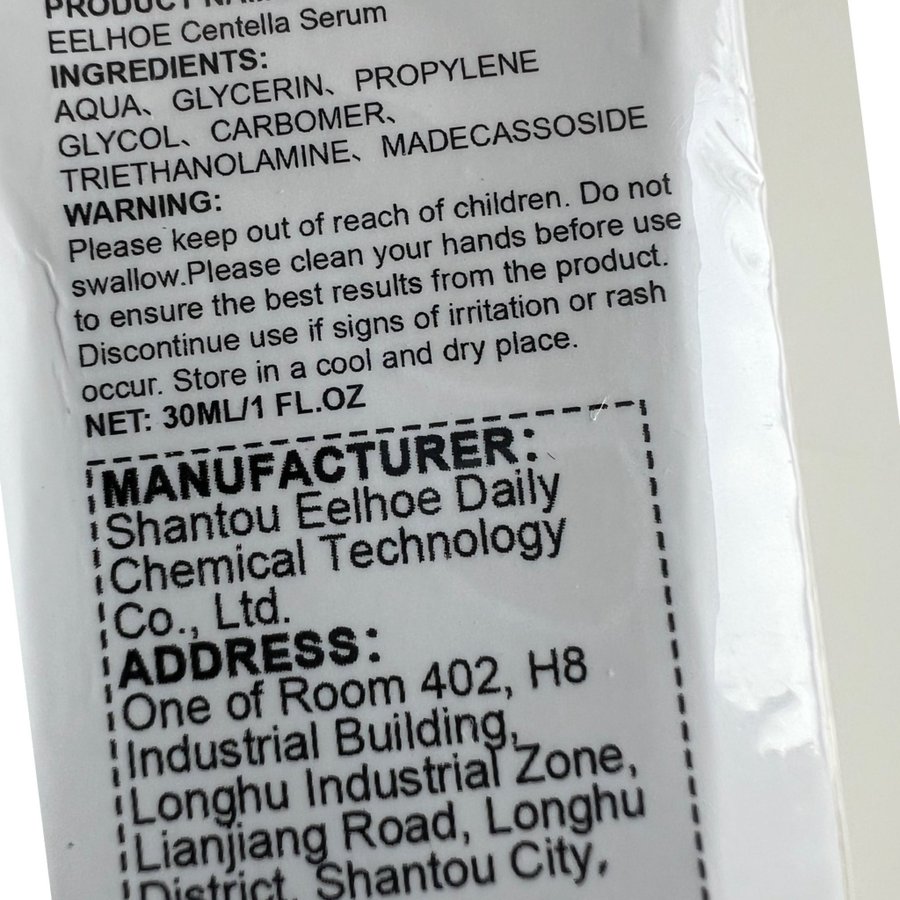 PRODUCT NAME
EELHOE Centella Serum
INGREDIENTS:
AQUA、GLYCERIN、PROPYLENE
GLYCOL、CARBOMER、
TRIETHANOLAMINE、MADECASSOSIDE
WARNING:
Please keep out of reach of children. Do not
swallow.Please clean your hands before use
to ensure the best results from the product.
Discontinue use if signs of irritation or rash
occur. Store in a cool and dry place.
NET: 30ML/1 FL.OZ
MANUFACTURER:
Shantou Eelhoe Daily
Chemical Technology
Co., Ltd.
ADDRESS:
One of Room 402, H8
Industrial Building,
Longhu Industrial Zone,
Lianjiang Road, Longhu
District, Shantou City,